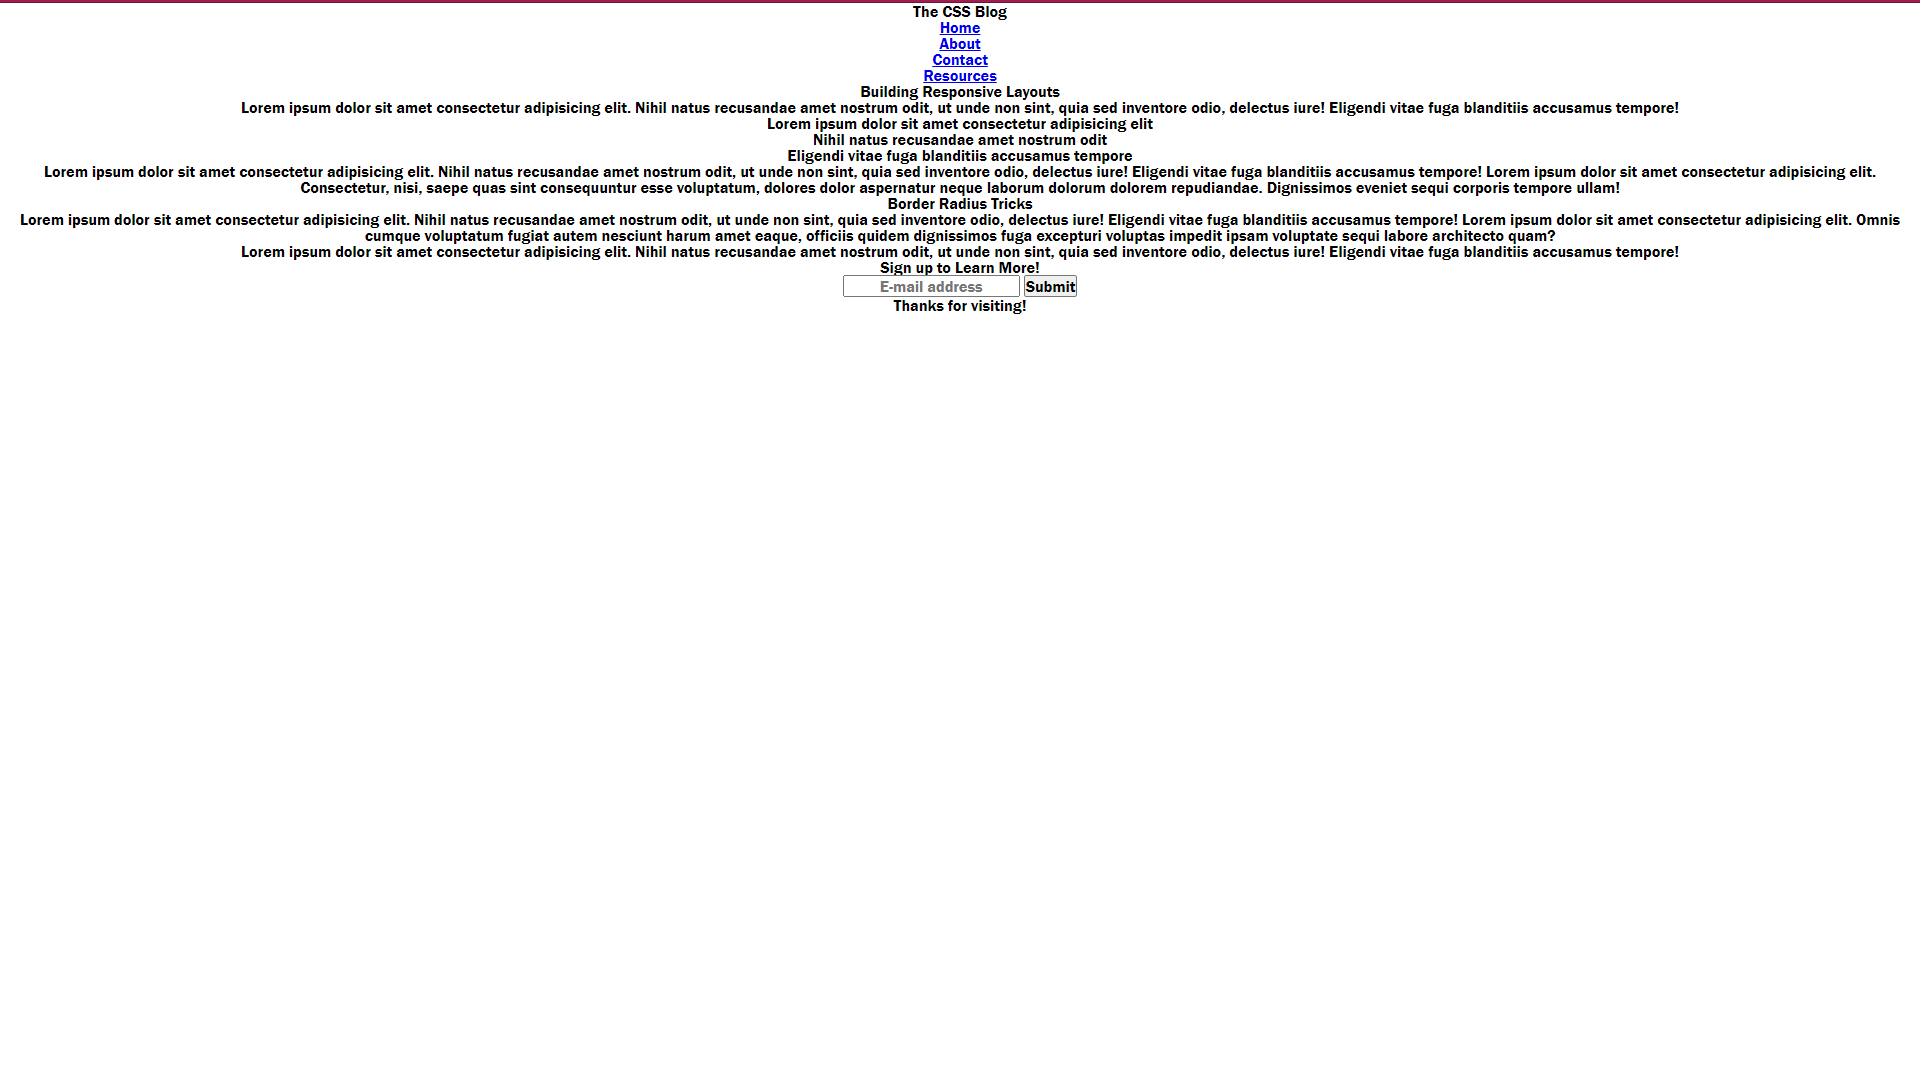 The CSS Blog
Home
About
Contact
Resources
Building Responsive Layouts
Lorem ipsum dolor sit amet consectetur adipisicing elit. Nihil natus recusandae amet nostrum odit, ut unde non sint, quia sed inventore odio, delectus iure! Eligendi vitae fuga blanditiis accusamus tempore!
Lorem ipsum dolor sit amet consectetur adipisicing elit
Nihil natus recusandae amet nostrum odit
Eligendi vitae fuga blanditiis accusamus tempore
Lorem ipsum dolor sit amet consectetur adipisicing elit. Nihil natus recusandae amet nostrum odit, ut unde non sint, quia sed inventore odio, delectus iure! Eligendi vitae fuga blanditiis accusamus tempore! Lorem ipsum dolor sit amet consectetur adipisicing elit.
Consectetur, nisi, saepe quas sint consequuntur esse voluptatum, dolores dolor aspernatur neque laborum dolorum dolorem repudiandae. Dignissimos eveniet sequi corporis tempore ullam!
Border Radius Tricks
Lorem ipsum dolor sit amet consectetur adipisicing elit. Nihil natus recusandae amet nostrum odit, ut unde non sint, quia sed inventore odio, delectus iure! Eligendi vitae fuga blanditiis accusamus tempore! Lorem ipsum dolor sit amet consectetur adipisicing elit. Omnis
cumque voluptatum fugiat autem nesciunt harum amet eaque, officiis quidem dignissimos fuga excepturi voluptas impedit ipsam voluptate sequi labore architecto quam?
Lorem ipsum dolor sit amet consectetur adipisicing elit. Nihil natus recusandae amet nostrum odit, ut unde non sint, quia sed inventore odio, delectus iure! Eligendi vitae fuga blanditiis accusamus tempore!
Sign up to Learn More!
E-mail address Submit
Thanks for visiting!